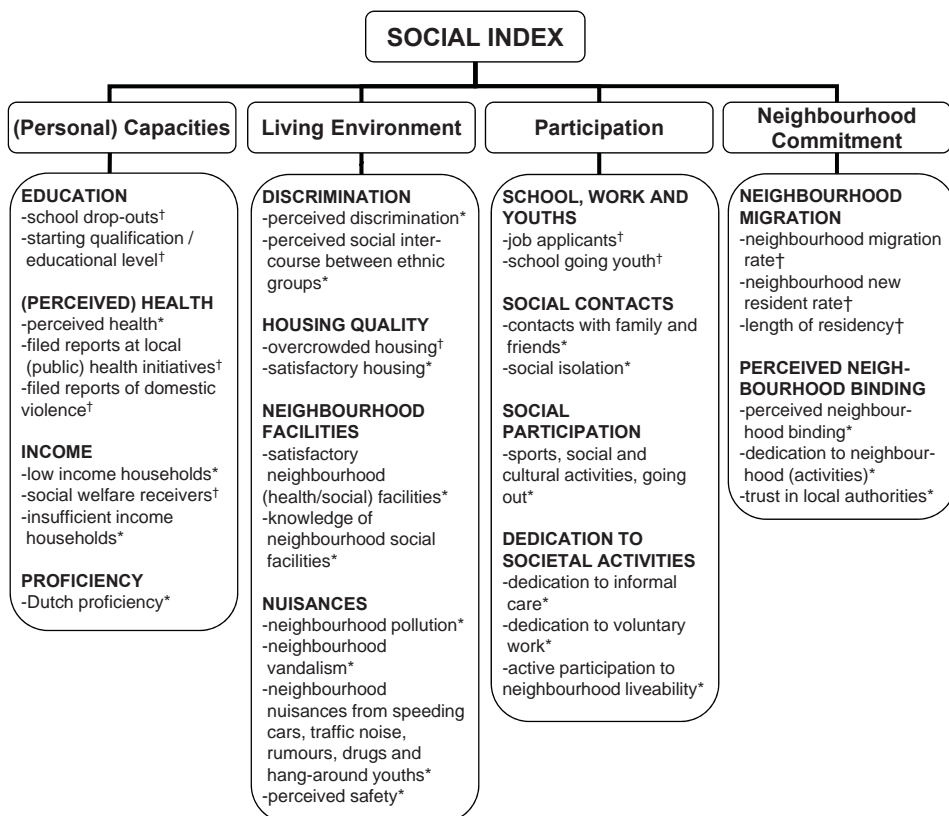 SOCIAL INDEX
(Personal) Capacities
EDUCATION
-school drop-outs†
-starting qualification /
educational level†
(PERCEIVED) HEALTH
-perceived health*
-filed reports at local
(public) health initiatives†
-filed reports of domestic
violence†
INCOME
-low income households*
-social welfare receivers†
-insufficient income
households*
PROFICIENCY
-Dutch proficiency*
Living Environment
DISCRIMINATION
-perceived discrimination*
-perceived social inter-
course between ethnic
groups*
HOUSING QUALITY
-overcrowded housing†
-satisfactory housing*
NEIGHBOURHOOD
FACILITIES
-satisfactory
neighbourhood
(health/social) facilities*
-knowledge of
neighbourhood social
facilities*
NUISANCES
-neighbourhood pollution*
-neighbourhood
vandalism*
-neighbourhood
nuisances from speeding
cars, traffic noise,
rumours, drugs and
hang-around youths*
-perceived safety*
Participation
SCHOOL, WORK AND
YOUTHS
-job applicants†
-school going youth†
SOCIAL CONTACTS
-contacts with family and
friends*
-social isolation*
SOCIAL
PARTICIPATION
-sports, social and
cultural activities, going
out*
DEDICATION TO
SOCIETAL ACTIVITIES
-dedication to informal
care*
-dedication to voluntary
work*
-active participation to
neighbourhood liveability*
Neighbourhood
Commitment
NEIGHBOURHOOD
MIGRATION
-neighbourhood migration
rate†
-neighbourhood new
resident rate†
-length of residency†
PERCEIVED NEIGH-
BOURHOOD BINDING
-perceived neighbour-
hood binding*
-dedication to neighbour-
hood (activities)*
-trust in local authorities*